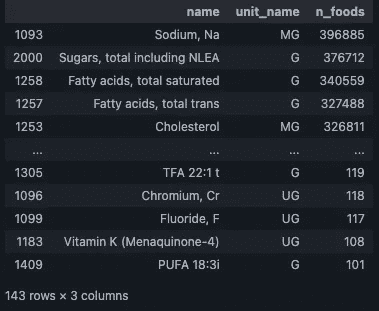 name unit_name n_foods
1093 Sodium, Na MG 396885
2000 Sugars, total including NLEA G 376712
1258 Fatty acids, total saturated G 340559
1257 Fatty acids, total trans G 327488
1253 Cholesterol MG 326811
... ... ... ...
1305 TFA 22:1 t G 119
1096 Chromium, Cr UG 118
1099 Fluoride, F UG 117
1183 Vitamin K (Menaquinone-4) UG 108
1409 PUFA 18:3i G 101
143 rows × 3 columns